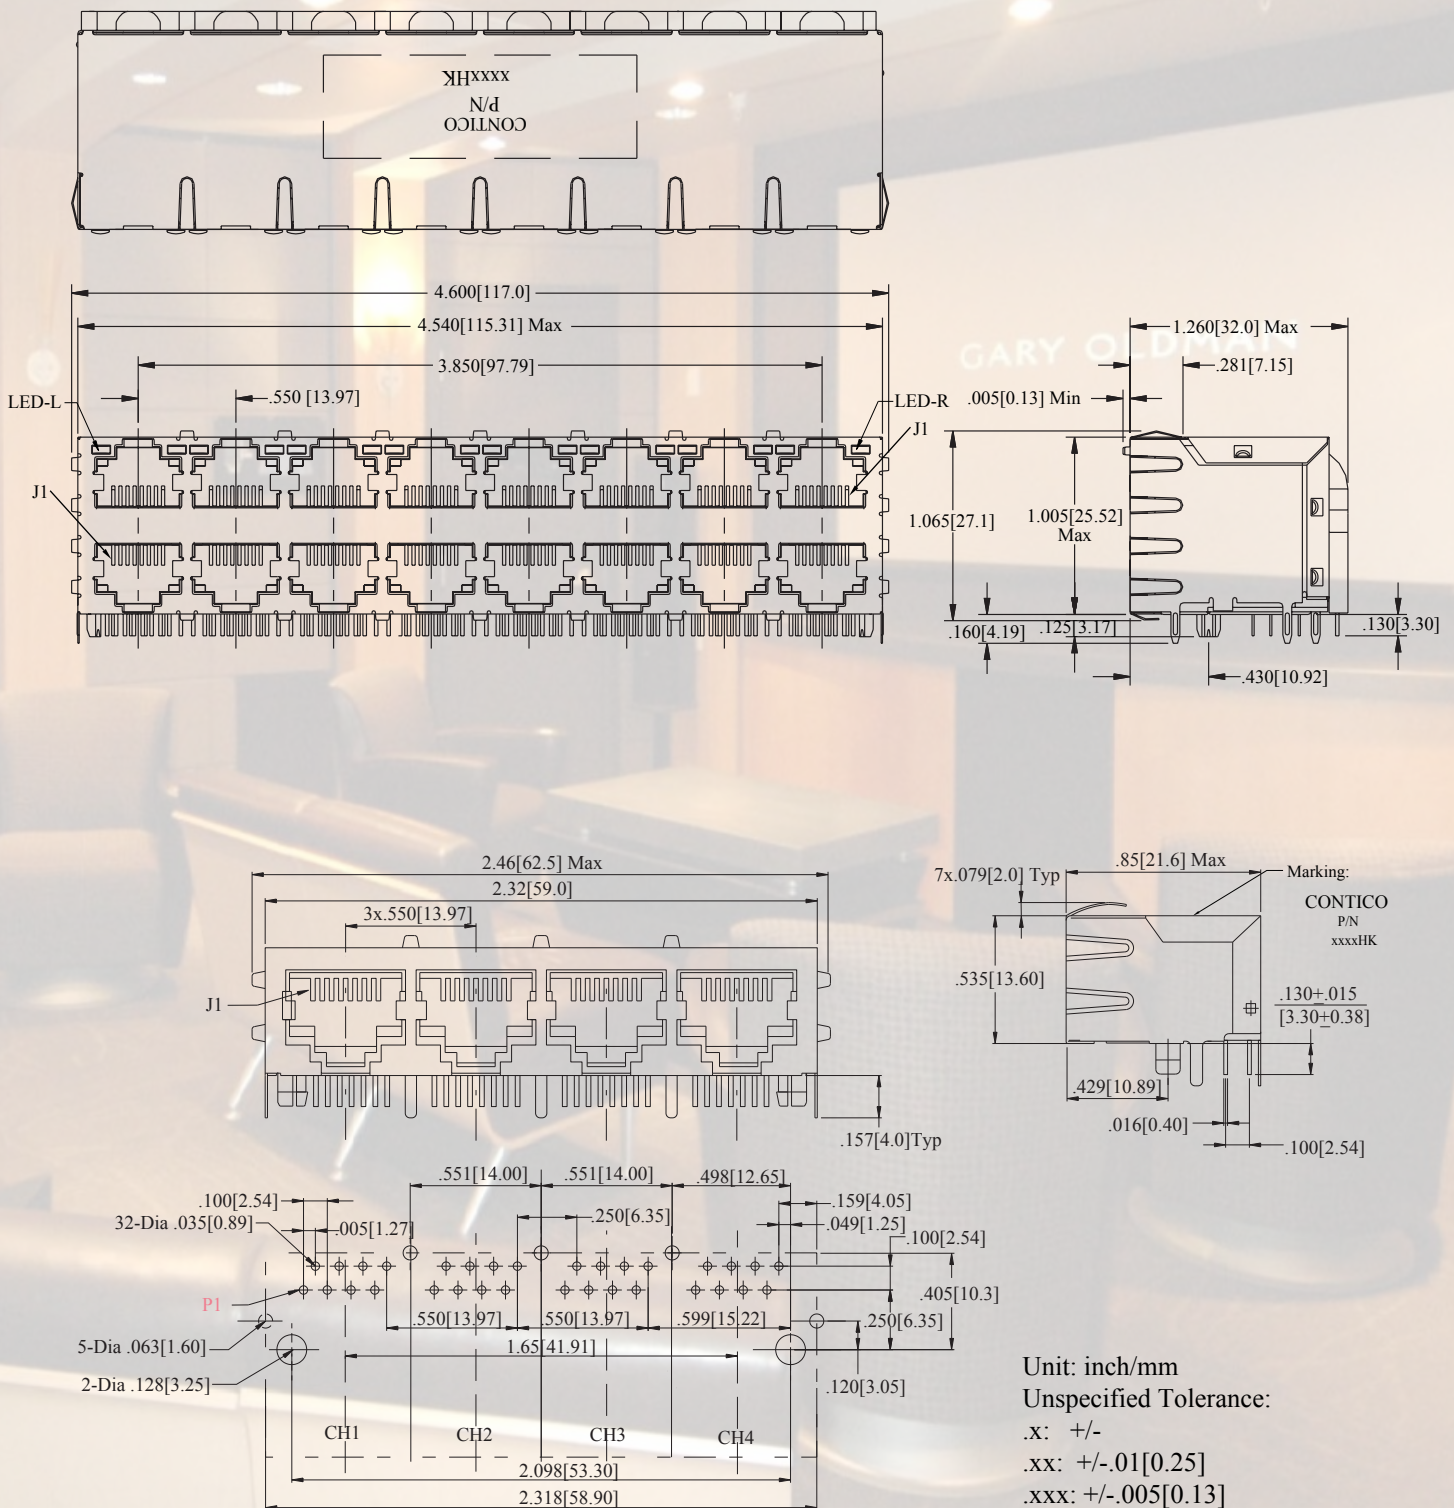 xxxxHK
P/N
CONTICO
4.600[117.0]
4.540[115.31] Max
3.850[97.79]
.550 [13.97]
LED-L
LED-R
J1
J1
GARY OLDMAN
1.260[32.0] Max
.281[7.15]
.005[0.13] Min
1.065[27.1]
1.005[25.52]
Max
.160[4.19]
.125[3.17]
.130[3.30]
.430[10.92]
2.46[62.5] Max
2.32[59.0]
3x.550[13.97]
J1
.157[4.0]Typ
7x.079[2.0] Typ
.85[21.6] Max
Marking:
CONTICO
P/N
xxxxHK
.535[13.60]
.130±.015
[3.30±0.38]
.429[10.89]
.016[0.40]
.100[2.54]
.551[14.00]
.551[14.00]
.498[12.65]
.100[2.54]
.159[4.05]
32-Dia .035[0.89]
.005[1.27]
.250[6.35]
.049[1.25]
.100[2.54]
P1
.405[10.3]
.550[13.97]
.550[13.97]
.599[15.22]
.250[6.35]
5-Dia .063[1.60]
1.65[41.91]
2-Dia .128[3.25]
.120[3.05]
CH1
CH2
CH3
CH4
2.098[53.30]
2.318[58.90]
Unit: inch/mm
Unspecified Tolerance:
.x: +/-
.xx: +/-.01[0.25]
.xxx: +/-.005[0.13]